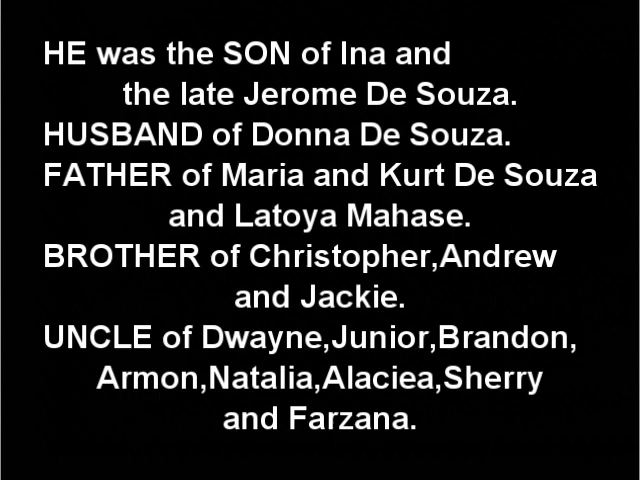 HE was the SON of Ina and
the late Jerome De Souza.
HUSBAND of Donna De Souza.
FATHER of Maria and Kurt De Souza
and Latoya Mahase.
BROTHER of Christopher,Andrew
and Jackie.
UNCLE of Dwayne,Junior,Brandon,
Armon,Natalia,Alaciea,Sherry
and Farzana.